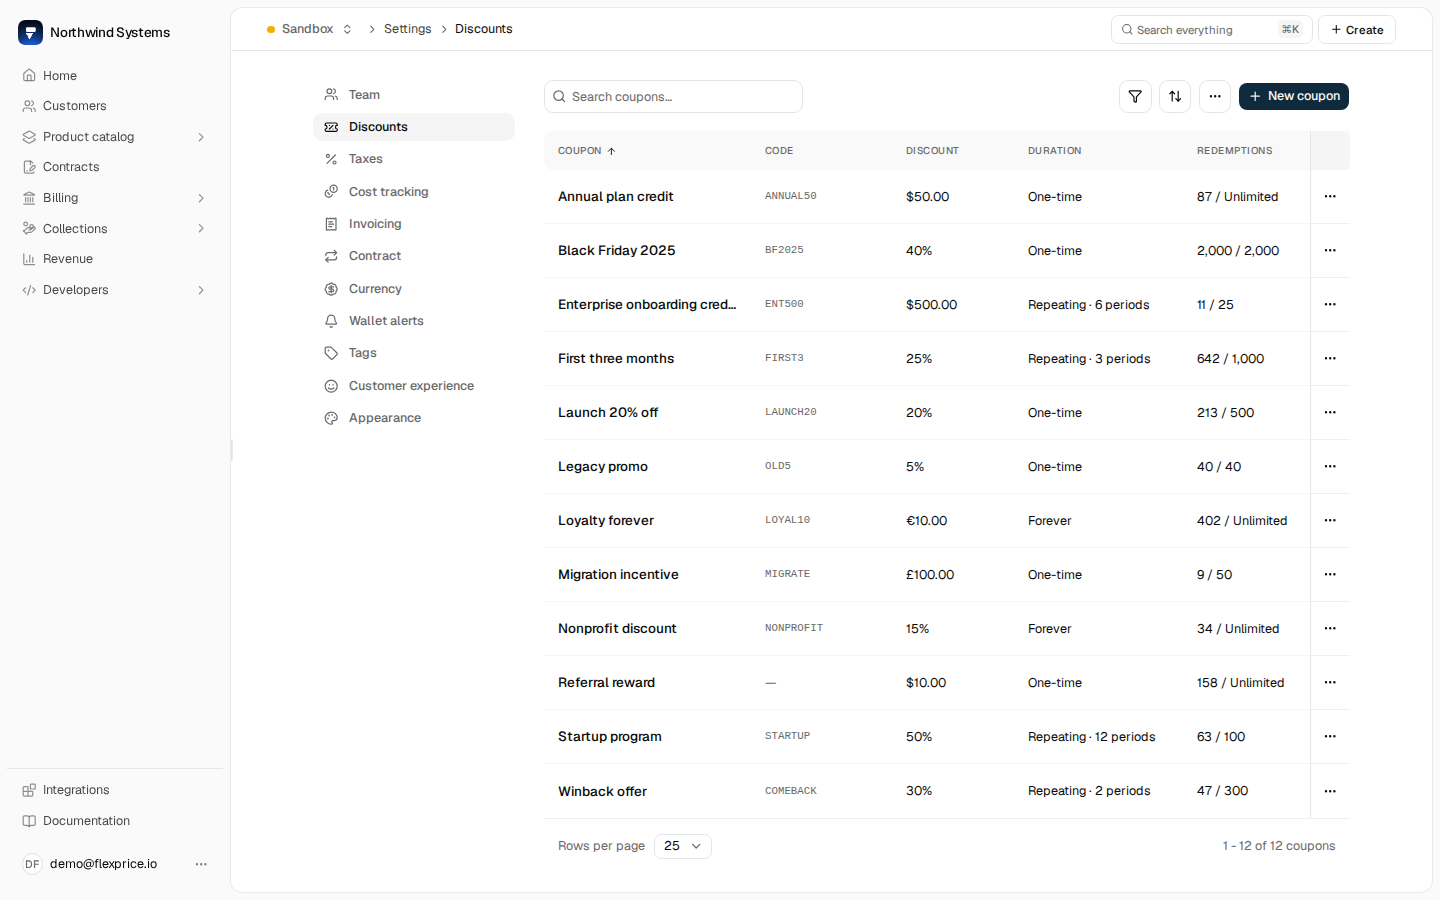 Northwind Systems
Home
Customers
Product catalog
Contracts
Billing
Collections
Revenue
Developers
Integrations
Documentation
DF demo@flexprice.io
Sandbox Settings Discounts
Search everything ⌘K
+ Create
Team
Discounts
Taxes
Cost tracking
Invoicing
Contract
Currency
Wallet alerts
Tags
Customer experience
Appearance
Search coupons...
+ New coupon
COUPON ↑ CODE DISCOUNT DURATION REDEMPTIONS
Annual plan credit ANNUAL50 $50.00 One-time 87 / Unlimited
Black Friday 2025 BF2025 40% One-time 2,000 / 2,000
Enterprise onboarding cred... ENT500 $500.00 Repeating · 6 periods 11 / 25
First three months FIRST3 25% Repeating · 3 periods 642 / 1,000
Launch 20% off LAUNCH20 20% One-time 213 / 500
Legacy promo OLD5 5% One-time 40 / 40
Loyalty forever LOYAL10 €10.00 Forever 402 / Unlimited
Migration incentive MIGRATE £100.00 One-time 9 / 50
Nonprofit discount NONPROFIT 15% Forever 34 / Unlimited
Referral reward — $10.00 One-time 158 / Unlimited
Startup program STARTUP 50% Repeating · 12 periods 63 / 100
Winback offer COMEBACK 30% Repeating · 2 periods 47 / 300
Rows per page 25
1 - 12 of 12 coupons